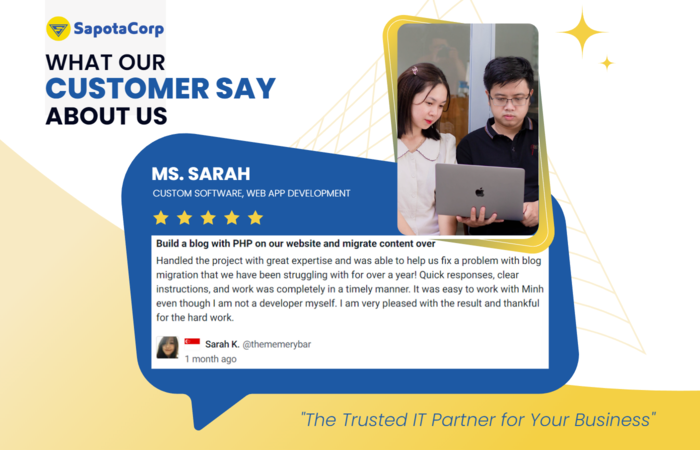 SapotaCorp
WHAT OUR
CUSTOMER SAY
ABOUT US
MS. SARAH
CUSTOM SOFTWARE, WEB APP DEVELOPMENT
Build a blog with PHP on our website and migrate content over
Handled the project with great expertise and was able to help us fix a problem with blog
migration that we have been struggling with for over a year! Quick responses, clear
instructions, and work was completely in a timely manner. It was easy to work with Minh
even though I am not a developer myself. I am very pleased with the result and thankful
for the hard work.
Sarah K. @thememerybar
1 month ago
"The Trusted IT Partner for Your Business"